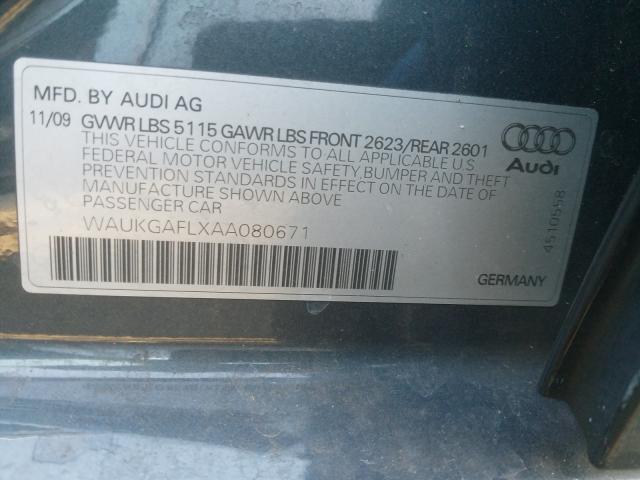 MFD. BY AUDI AG
11/09 GVWR LBS 5115 GAWR LBS FRONT 2623/REAR 2601
THIS VEHICLE CONFORMS TO ALL APPLICABLE U.S
FEDERAL MOTOR VEHICLE SAFETY,BUMPER AND THEFT
PREVENTION STANDARDS IN EFFECT ON THE DATE OF
MANUFACTURE SHOWN ABOVE
PASSENGER CAR
WAUKGAFLXAA080671
Audi
4510558
GERMANY